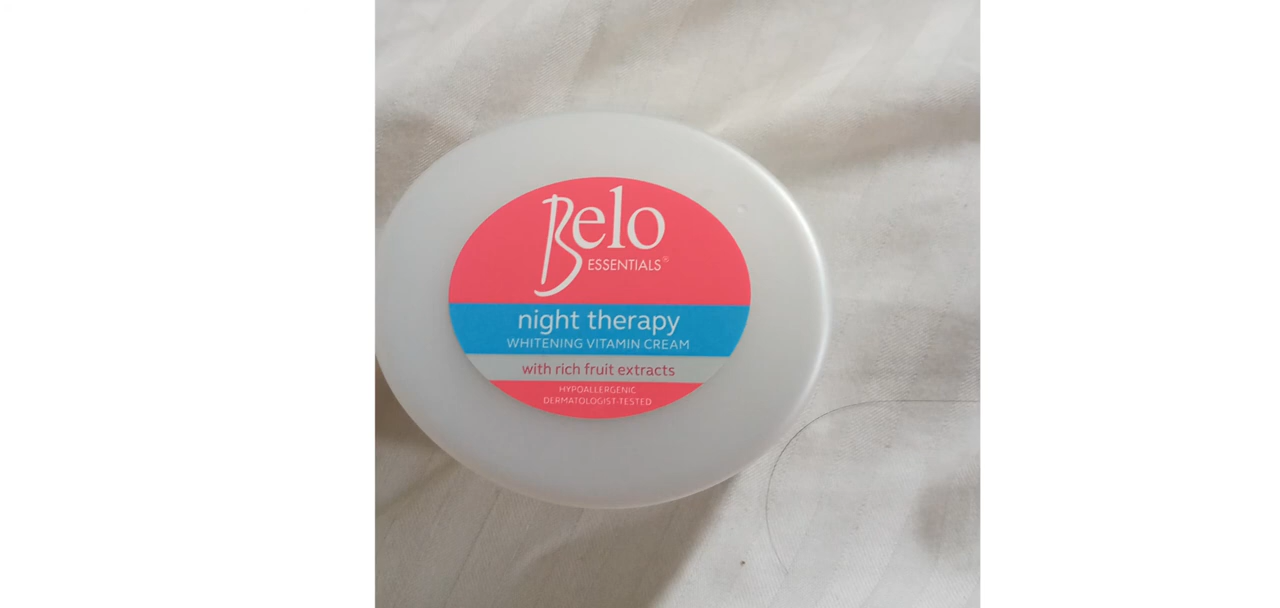 Belo
ESSENTIALS®
night therapy
WHITENING VITAMIN CREAM
with rich fruit extracts
HYPOALLERGENIC
DERMATOLOGIST-TESTED